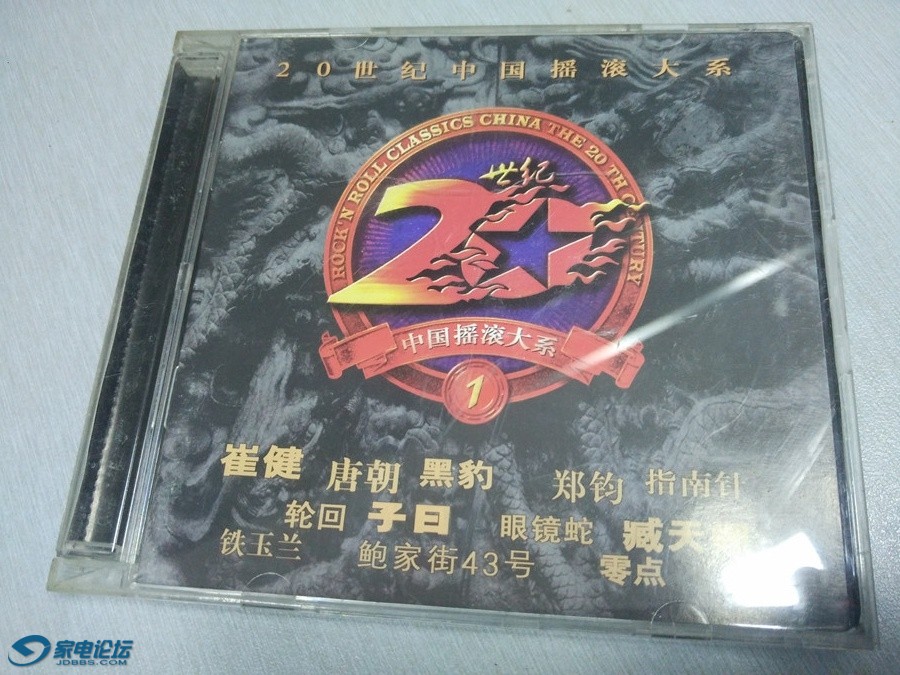 20世纪中国摇滚大系
ROCK'N ROLL CLASSICS CHINA THE 20 TH CENTURY
世纪
20
中国摇滚大系
1
崔健 唐朝 黑豹 郑钧 指南针
轮回 子曰 眼镜蛇 臧天
铁玉兰 鲍家街43号 零点
家电论坛
JDBBS.COM